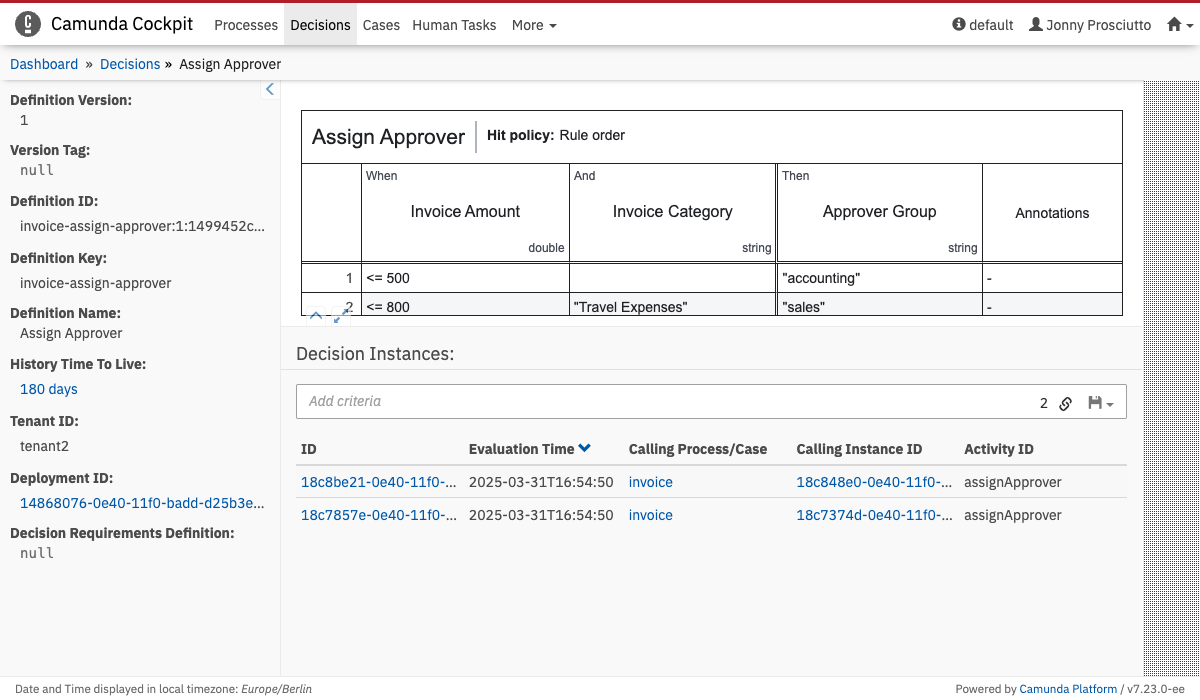 Camunda Cockpit Processes Decisions Cases Human Tasks More default Jonny Prosciutto
Dashboard » Decisions » Assign Approver
Definition Version:
1
Version Tag:
null
Definition ID:
invoice-assign-approver:1:1499452c...
Definition Key:
invoice-assign-approver
Definition Name:
Assign Approver
History Time To Live:
180 days
Tenant ID:
tenant2
Deployment ID:
14868076-0e40-11f0-badd-d25b3e...
Decision Requirements Definition:
null
Assign Approver Hit policy: Rule order
When And Then
Invoice Amount Invoice Category Approver Group Annotations
double string string
1 <= 500 "accounting" -
2 <= 800 "Travel Expenses" "sales" -
Decision Instances:
Add criteria 2
ID Evaluation Time Calling Process/Case Calling Instance ID Activity ID
18c8be21-0e40-11f0-... 2025-03-31T16:54:50 invoice 18c848e0-0e40-11f0-... assignApprover
18c7857e-0e40-11f0-... 2025-03-31T16:54:50 invoice 18c7374d-0e40-11f0-... assignApprover
Date and Time displayed in local timezone: Europe/Berlin
Powered by Camunda Platform / v7.23.0-ee